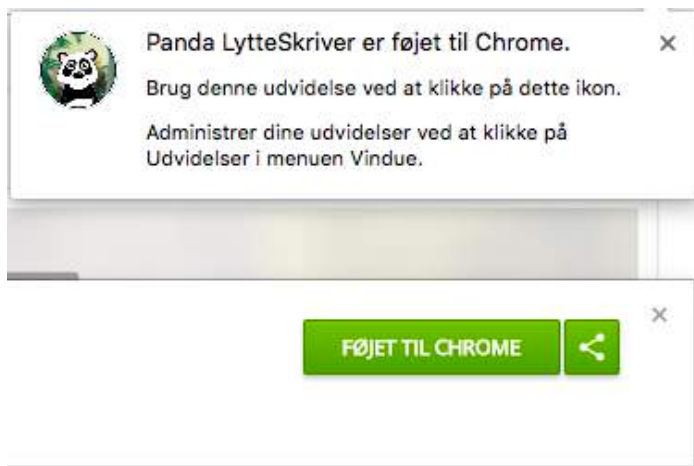 Panda LytteSkriver er føjet til Chrome.
Brug denne udvidelse ved at klikke på dette ikon.
Administrer dine udvidelser ved at klikke på
Udvidelser i menuen Vindue.
FØJET TIL CHROME